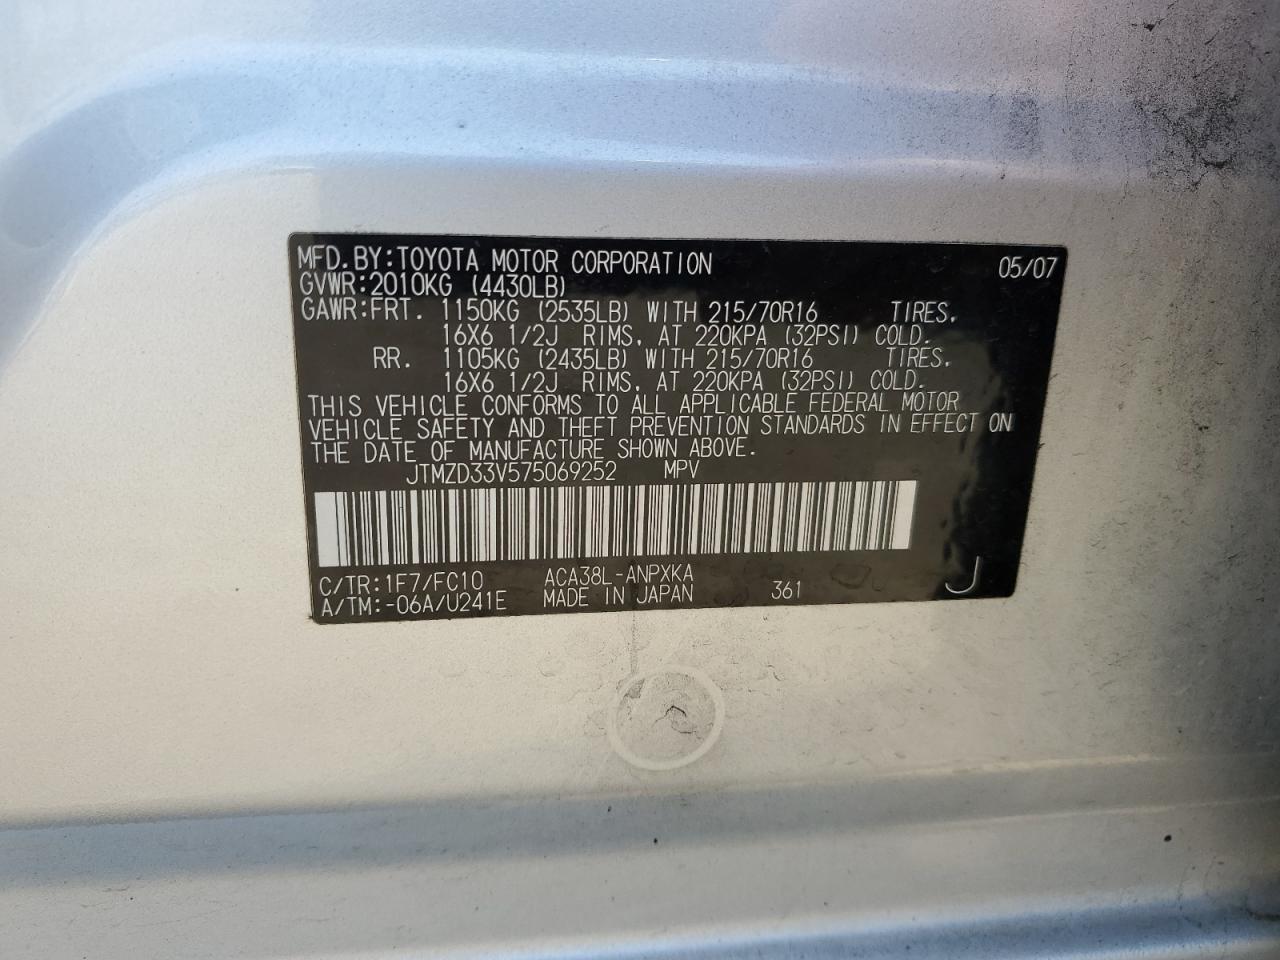 MFD.BY:TOYOTA MOTOR CORPORATION 05/07
GVWR:2010KG (4430LB)
GAWR:FRT. 1150KG (2535LB) WITH 215/70R16 TIRES,
16X6 1/2J RIMS, AT 220KPA (32PSI) COLD.
RR. 1105KG (2435LB) WITH 215/70R16 TIRES,
16X6 1/2J RIMS, AT 220KPA (32PSI) COLD.
THIS VEHICLE CONFORMS TO ALL APPLICABLE FEDERAL MOTOR
VEHICLE SAFETY AND THEFT PREVENTION STANDARDS IN EFFECT ON
THE DATE OF MANUFACTURE SHOWN ABOVE.
JTMZD33V575069252 MPV
C/TR:1F7/FC10 ACA38L-ANPXKA
A/TM:-06A/U241E MADE IN JAPAN 361 J